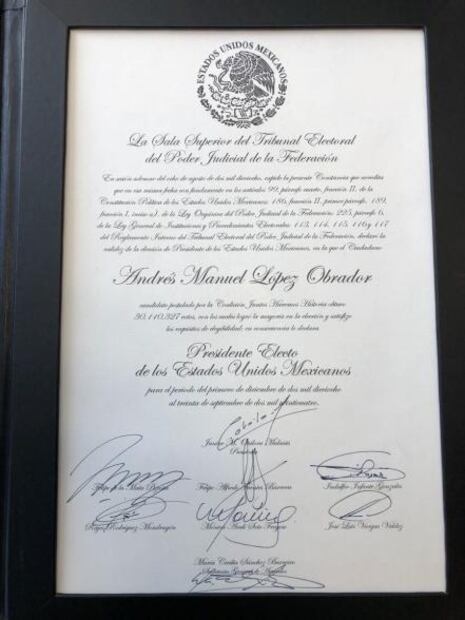 ESTADOS UNIDOS MEXICANOS
La Sala Superior del Tribunal Electoral
del Poder Judicial de la Federación
En sesión solemne del ocho de agosto de dos mil dieciocho, expide la presente Constancia que acredita
que en esa misma fecha con fundamento en los artículos 99, párrafo cuarto, fracción II, de la
Constitución Política de los Estados Unidos Mexicanos; 186, fracción II, primer párrafo, 189,
fracción I, inciso a), de la Ley Orgánica del Poder Judicial de la Federación; 225, párrafo 6,
de la Ley General de Instituciones y Procedimientos Electorales; 113, 114, 115, 116 y 117
del Reglamento Interno del Tribunal Electoral del Poder Judicial de la Federación, declaró la
validez de la elección de Presidente de los Estados Unidos Mexicanos, en la que el Ciudadano
Andrés Manuel López Obrador
candidato postulado por la Coalición Juntos Haremos Historia obtuvo
30,110,327 votos, con los cuales logró la mayoría en la elección y satisfizo
los requisitos de elegibilidad; en consecuencia lo declara
Presidente Electo
de los Estados Unidos Mexicanos
para el período del primero de diciembre de dos mil dieciocho
al treinta de septiembre de dos mil veinticuatro.
Janine M. Otálora Malassis
Presidenta
Felipe de la Mata Pizaña
Felipe Alfredo Fuentes Barrera
Indalfer Infante Gonzales
Reyes Rodríguez Mondragón
Mónica Aralí Soto Fregoso
José Luis Vargas Valdez
María Cecilia Sánchez Barreiro
Secretaria General de Acuerdos